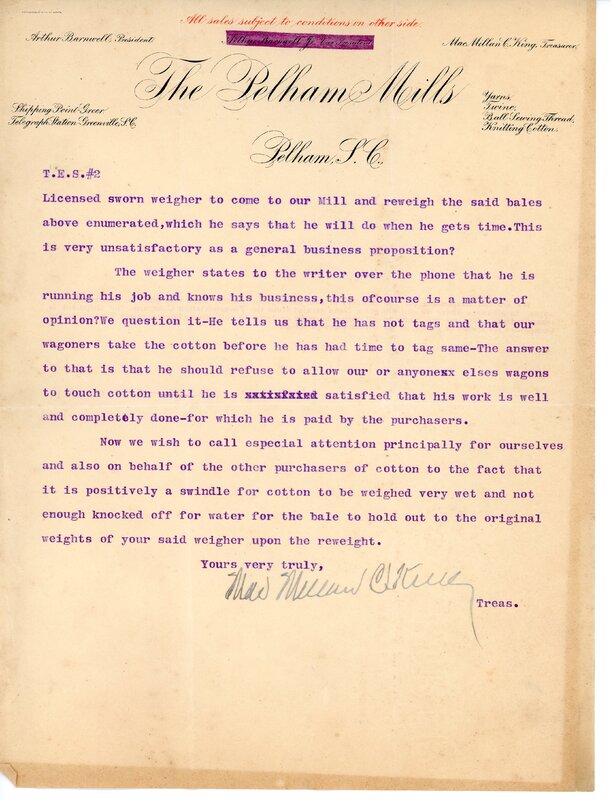 All sales subject to conditions on other side.
Arthur Barnwell, President.
Mac Millan C. King, Treasurer.
The Pelham Mills
Yarns,
Twine,
Ball Sewing Thread,
Knitting Cotton.
Shipping Point Greer
Telegraph Station Greenville, S.C.
Pelham, S. C.,
T.E.S.#2
Licensed sworn weigher to come to our Mill and reweigh the said bales
above enumerated,which he says that he will do when he gets time.This
is very unsatisfactory as a general business proposition?
The weigher states to the writer over the phone that he is
running his job and knows his business,this ofcourse is a matter of
opinion?We question it-He tells us that he has not tags and that our
wagoners take the cotton before he has had time to tag same-The answer
to that is that he should refuse to allow our or anyonexx elses wagons
to touch cotton until he is satisfied that his work is well
and completely done-for which he is paid by the purchasers.
Now we wish to call especial attention principally for ourselves
and also on behalf of the other purchasers of cotton to the fact that
it is positively a swindle for cotton to be weighed very wet and not
enough knocked off for water for the bale to hold out to the original
weights of your said weigher upon the reweight.
Yours very truly,
Mac Millan C. King
Treas.